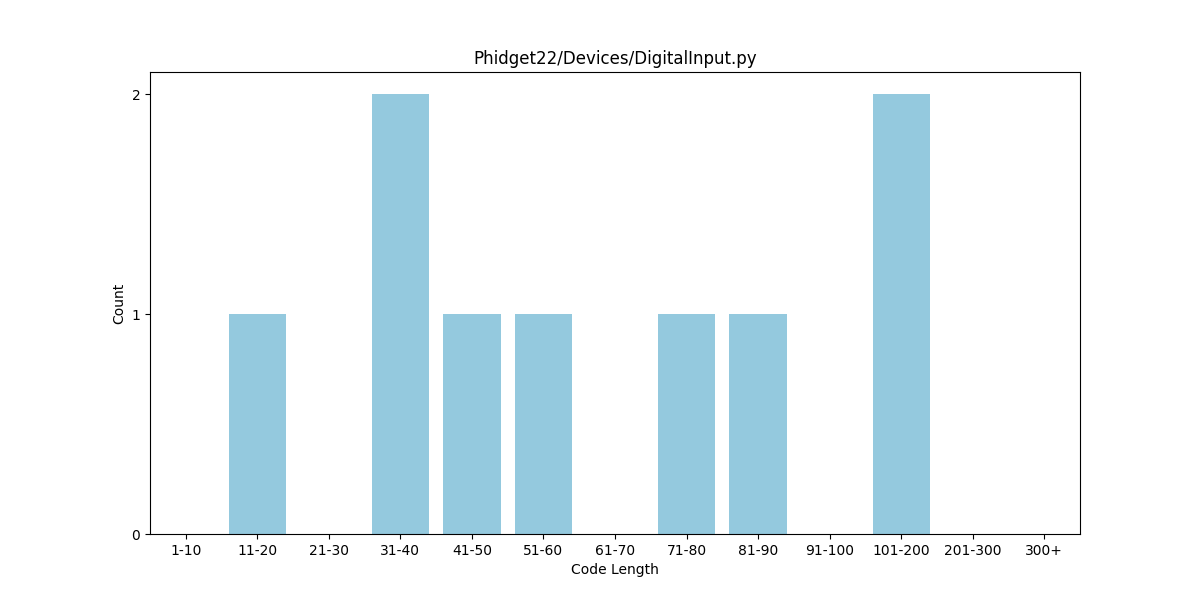 Phidget22/Devices/DigitalInput.py
Count
2
1
0
1-10 11-20 21-30 31-40 41-50 51-60 61-70 71-80 81-90 91-100 101-200 201-300 300+
Code Length